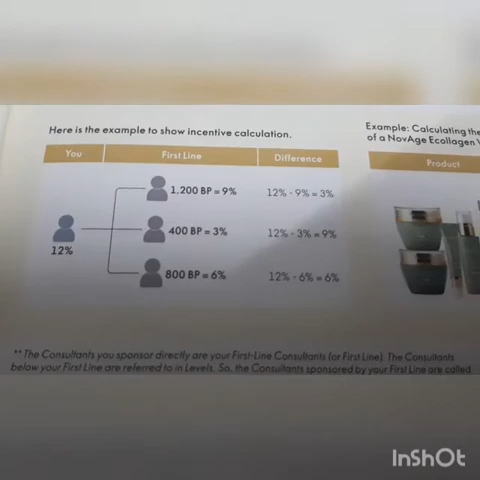 Here is the example to show incentive calculation.
Example: Calculating the
of a NovAge Ecollagen
You
First Line
Difference
Product
1,200 BP = 9%
12% - 9% = 3%
12%
400 BP = 3%
12% - 3% = 9%
800 BP = 6%
12% - 6% = 6%
** The Consultants you sponsor directly are your First-Line Consultants (or First Line). The Consultants
below your First Line are referred to in Levels. So, the Consultants sponsored by your First Line are called
InShOt